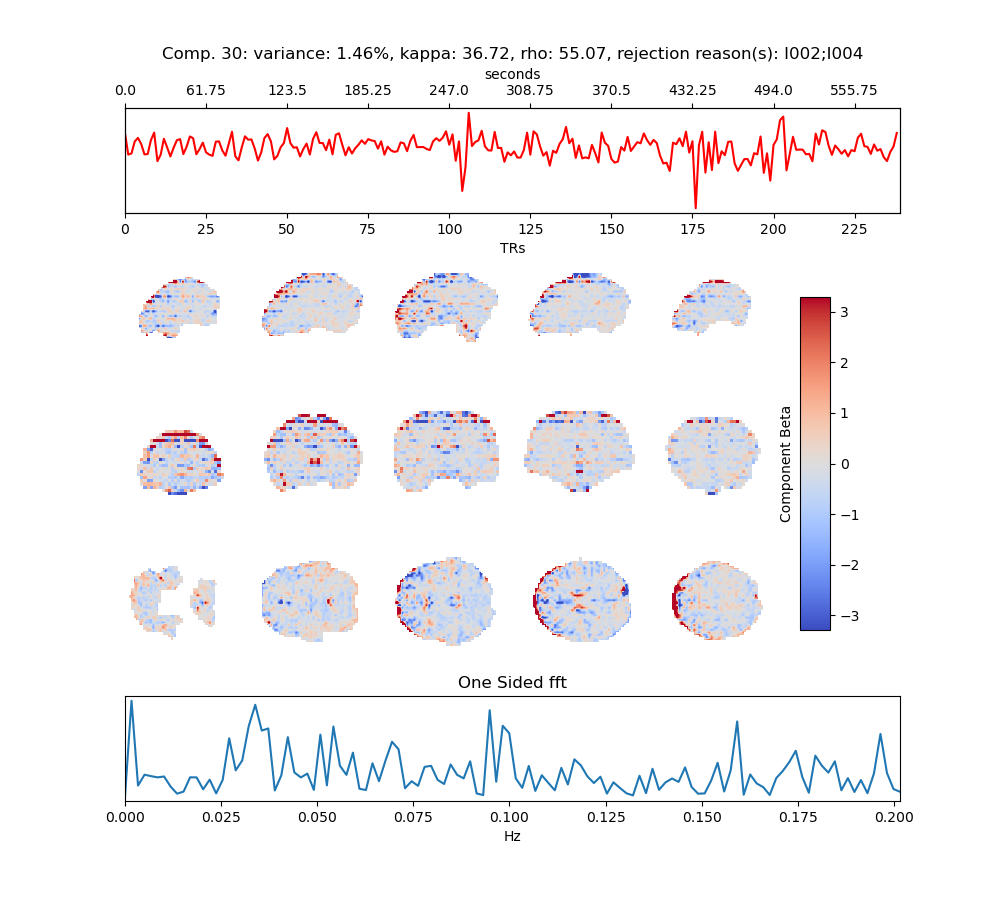 Comp. 30: variance: 1.46%, kappa: 36.72, rho: 55.07, rejection reason(s): I002;I004
seconds
0.0 61.75 123.5 185.25 247.0 308.75 370.5 432.25 494.0 555.75
0 25 50 75 100 125 150 175 200 225
TRs
3
2
1
0
−1
−2
−3
Component Beta
One Sided fft
0.000 0.025 0.050 0.075 0.100 0.125 0.150 0.175 0.200
Hz